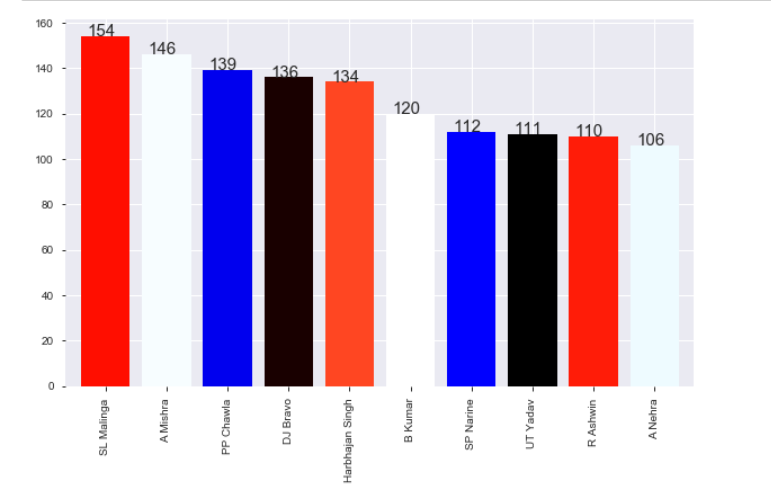 160
140
120
100
80
60
40
20
0
154
146
139
136
134
120
112
111
110
106
SL Malinga
A Mishra
PP Chawla
DJ Bravo
Harbhajan Singh
B Kumar
SP Narine
UT Yadav
R Ashwin
A Nehra